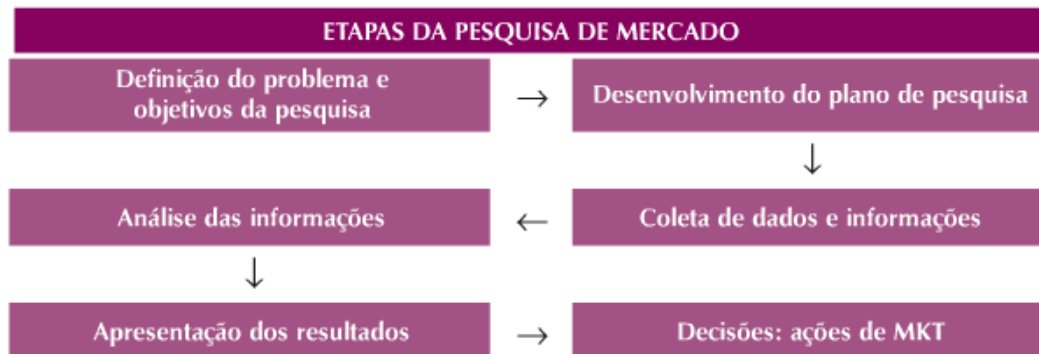 ETAPAS DA PESQUISA DE MERCADO
Definição do problema e
objetivos da pesquisa
→
Desenvolvimento do plano de pesquisa
↓
Coleta de dados e informações
←
Análise das informações
↓
Apresentação dos resultados
→
Decisões: ações de MKT